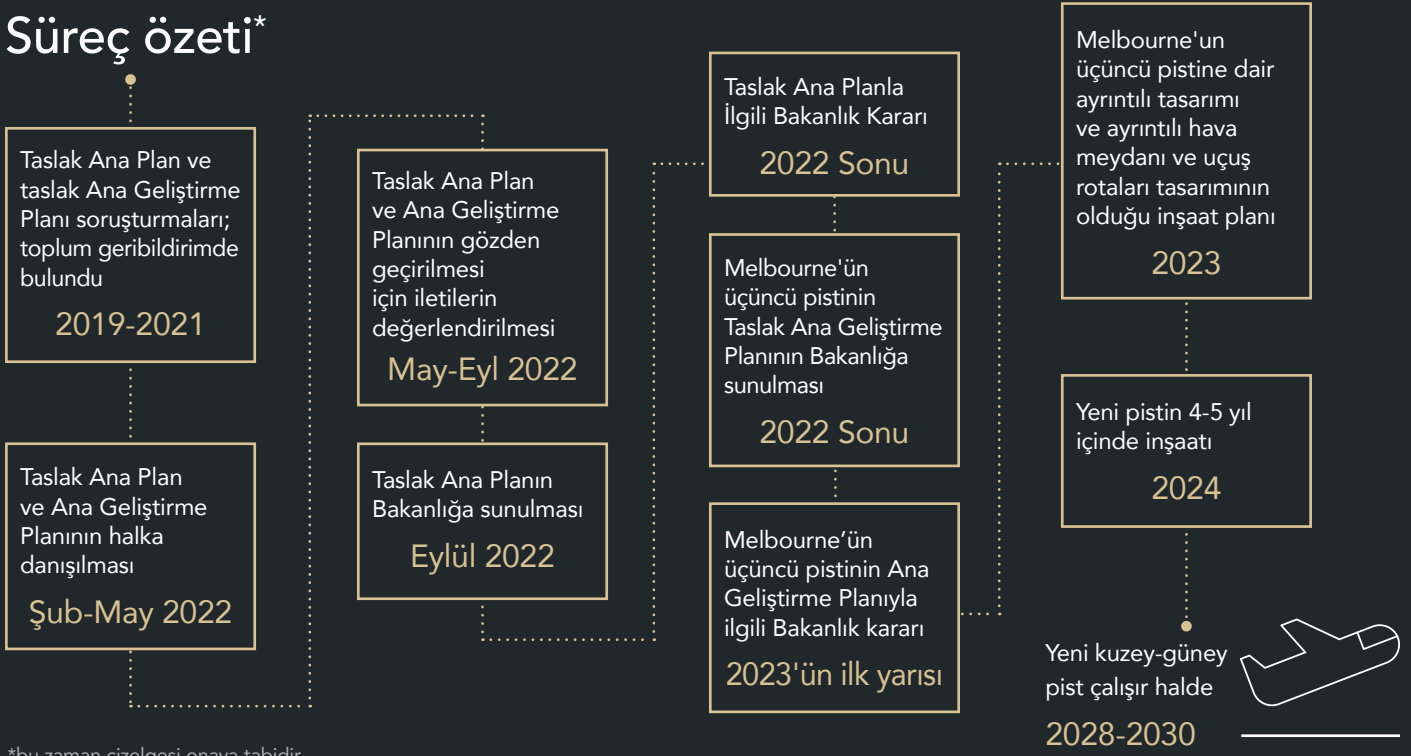 Süreç özeti*
Taslak Ana Plan ve
taslak Ana Geliştirme
Planı soruşturmaları;
toplum geribildirimde
bulundu
2019-2021
Taslak Ana Plan
ve Ana Geliştirme
Planının halka
danışılması
Şub-May 2022
Taslak Ana Plan
ve Ana Geliştirme
Planının gözden
geçirilmesi
için iletilerin
değerlendirilmesi
May-Eyl 2022
Taslak Ana Planın
Bakanlığa sunulması
Eylül 2022
Taslak Ana Planla
İlgili Bakanlık Kararı
2022 Sonu
Melbourne'ün
üçüncü pistinin
Taslak Ana Geliştirme
Planının Bakanlığa
sunulması
2022 Sonu
Melbourne’ün
üçüncü pistinin Ana
Geliştirme Planıyla
ilgili Bakanlık kararı
2023'ün ilk yarısı
Melbourne'un
üçüncü pistine dair
ayrıntılı tasarımı
ve ayrıntılı hava
meydanı ve uçuş
rotaları tasarımının
olduğu inşaat planı
2023
Yeni pistin 4-5 yıl
içinde inşaatı
2024
Yeni kuzey-güney
pist çalışır halde
2028-2030
*bu zaman çizelgesi onaya tabidir